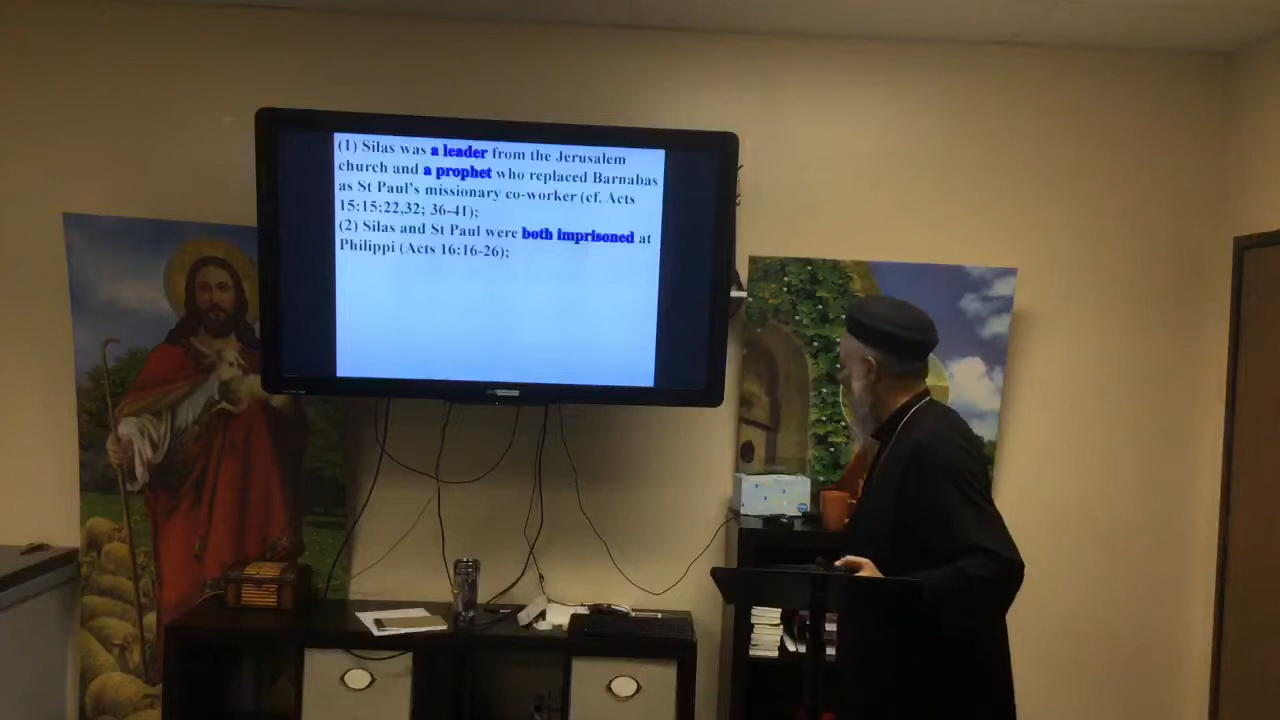 (1) Silas was a leader from the Jerusalem
church and a prophet who replaced Barnabas
as St Paul's missionary co-worker (cf. Acts
15:15:22,32; 36-41);
(2) Silas and St Paul were both imprisoned at
Philippi (Acts 16:16-26);